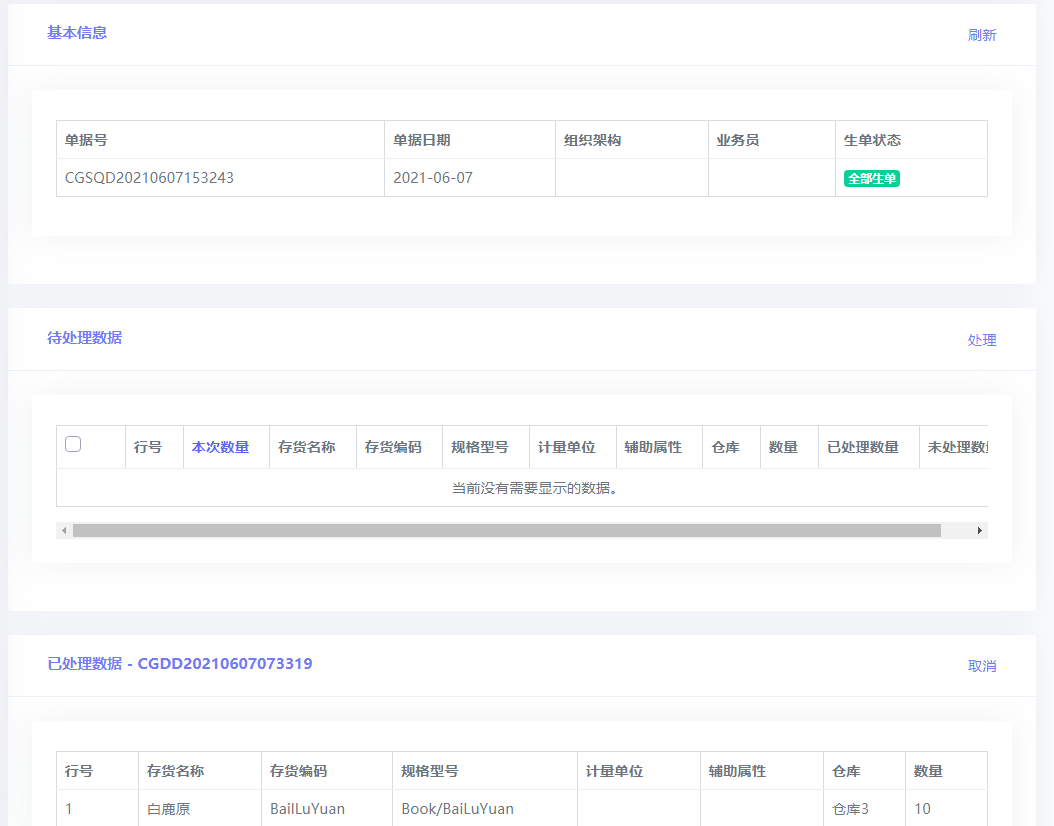 基本信息 刷新
单据号 单据日期 组织架构 业务员 生单状态
CGSQD20210607153243 2021-06-07 全部生单
待处理数据 处理
行号 本次数量 存货名称 存货编码 规格型号 计量单位 辅助属性 仓库 数量 已处理数量 未处理数
当前没有需要显示的数据。
已处理数据 - CGDD20210607073319 取消
行号 存货名称 存货编码 规格型号 计量单位 辅助属性 仓库 数量
1 白鹿原 BailLuYuan Book/BaiLuYuan 仓库3 10